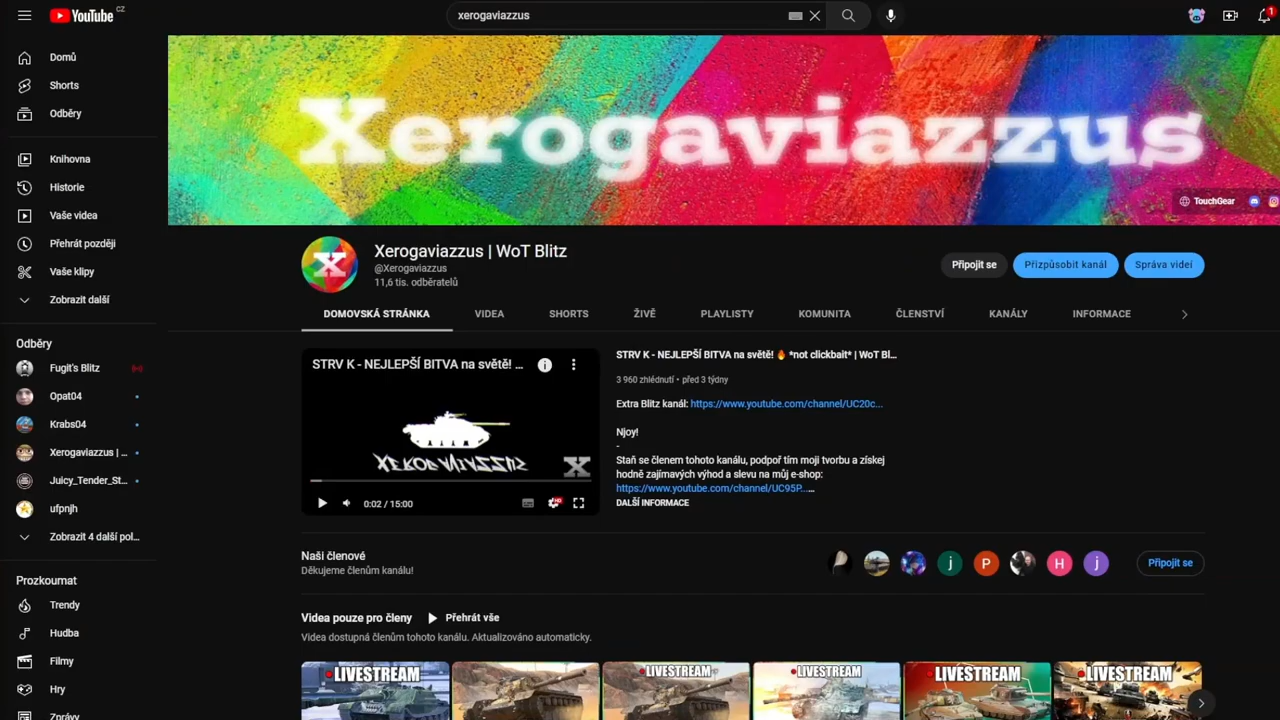 YouTube CZ
xerogaviazzus
1
Domů
Shorts
Odběry
Knihovna
Historie
Vaše videa
Přehrát později
Vaše klipy
Zobrazit další
Odběry
Fugit's Blitz
Opat04
Krabs04
Xerogaviazzus | ...
Juicy_Tender_St...
ufpnjh
Zobrazit 4 další pol...
Prozkoumat
Trendy
Hudba
Filmy
Hry
Zprávy
Xerogaviazzus
TouchGear
X
Xerogaviazzus | WoT Blitz
@Xerogaviazzus
11,6 tis. odběratelů
Připojit se
Přizpůsobit kanál
Správa videí
DOMOVSKÁ STRÁNKA
VIDEA
SHORTS
ŽIVĚ
PLAYLISTY
KOMUNITA
ČLENSTVÍ
KANÁLY
INFORMACE
STRV K - NEJLEPŠÍ BITVA na světě! ...
XEROGAVIAZZUS
X
0:02 / 15:00
HD
STRV K - NEJLEPŠÍ BITVA na světě! 🔥 *not clickbait* | WoT Bl...
3 960 zhlédnutí • před 3 týdny
Extra Blitz kanál: https://www.youtube.com/channel/UC20c...
Njoy!
-
Staň se členem tohoto kanálu, podpoř tím moji tvorbu a získej
hodně zajímavých výhod a slevu na můj e-shop:
https://www.youtube.com/channel/UC95P...…
DALŠÍ INFORMACE
Naši členové
Děkujeme členům kanálu!
j
P
H
j
Připojit se
Videa pouze pro členy
Přehrát vše
Videa dostupná členům tohoto kanálu. Aktualizováno automaticky.
LIVESTREAM
LIVESTREAM
LIVESTREAM
LIVESTREAM
LIVESTREAM